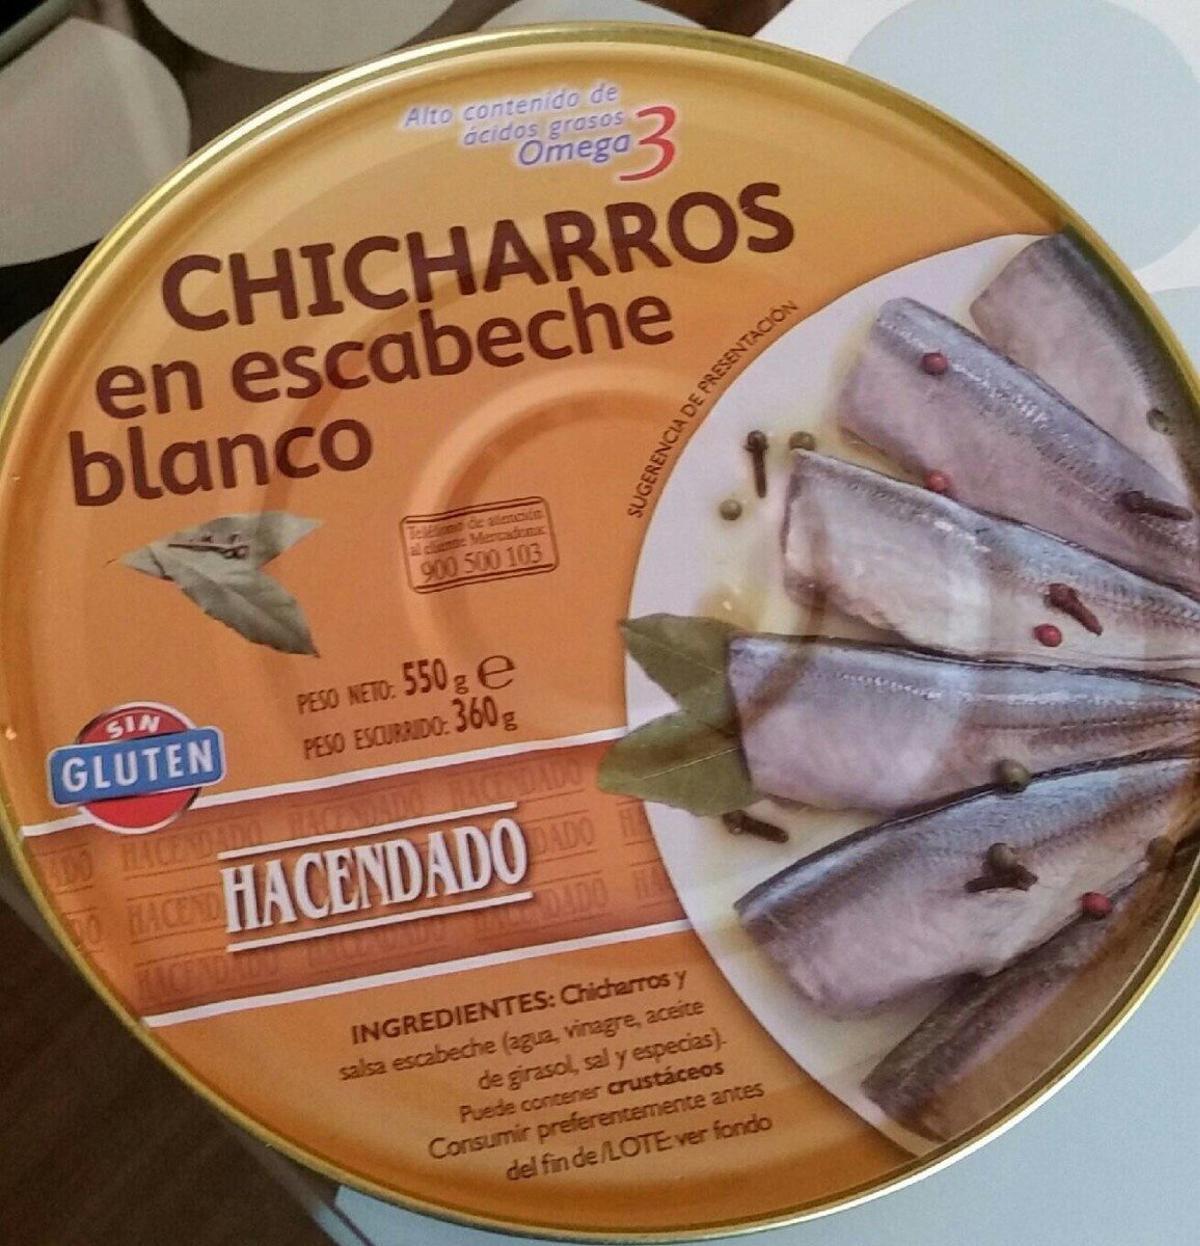 Alto contenido de
ácidos grasos
Omega 3
CHICHARROS
en escabeche
blanco
SUGERENCIA DE PRESENTACIÓN
Teléfono de atención
al cliente Mercadona:
900 500 103
PESO NETO: 550 g e
PESO ESCURRIDO: 360 g
SIN
GLUTEN
HACENDADO
INGREDIENTES: Chicharros y
salsa escabeche (agua, vinagre, aceite
de girasol, sal y especias).
Puede contener crustáceos
Consumir preferentemente antes
del fin de/LOTE: ver fondo